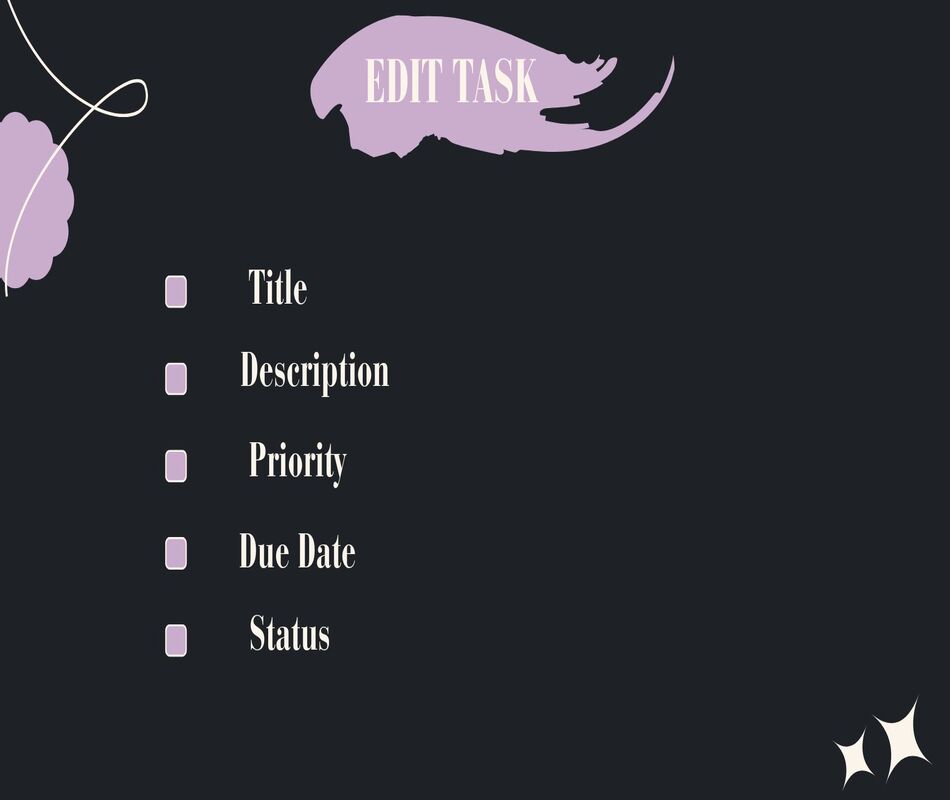 EDIT TASK
Title
Description
Priority
Due Date
Status